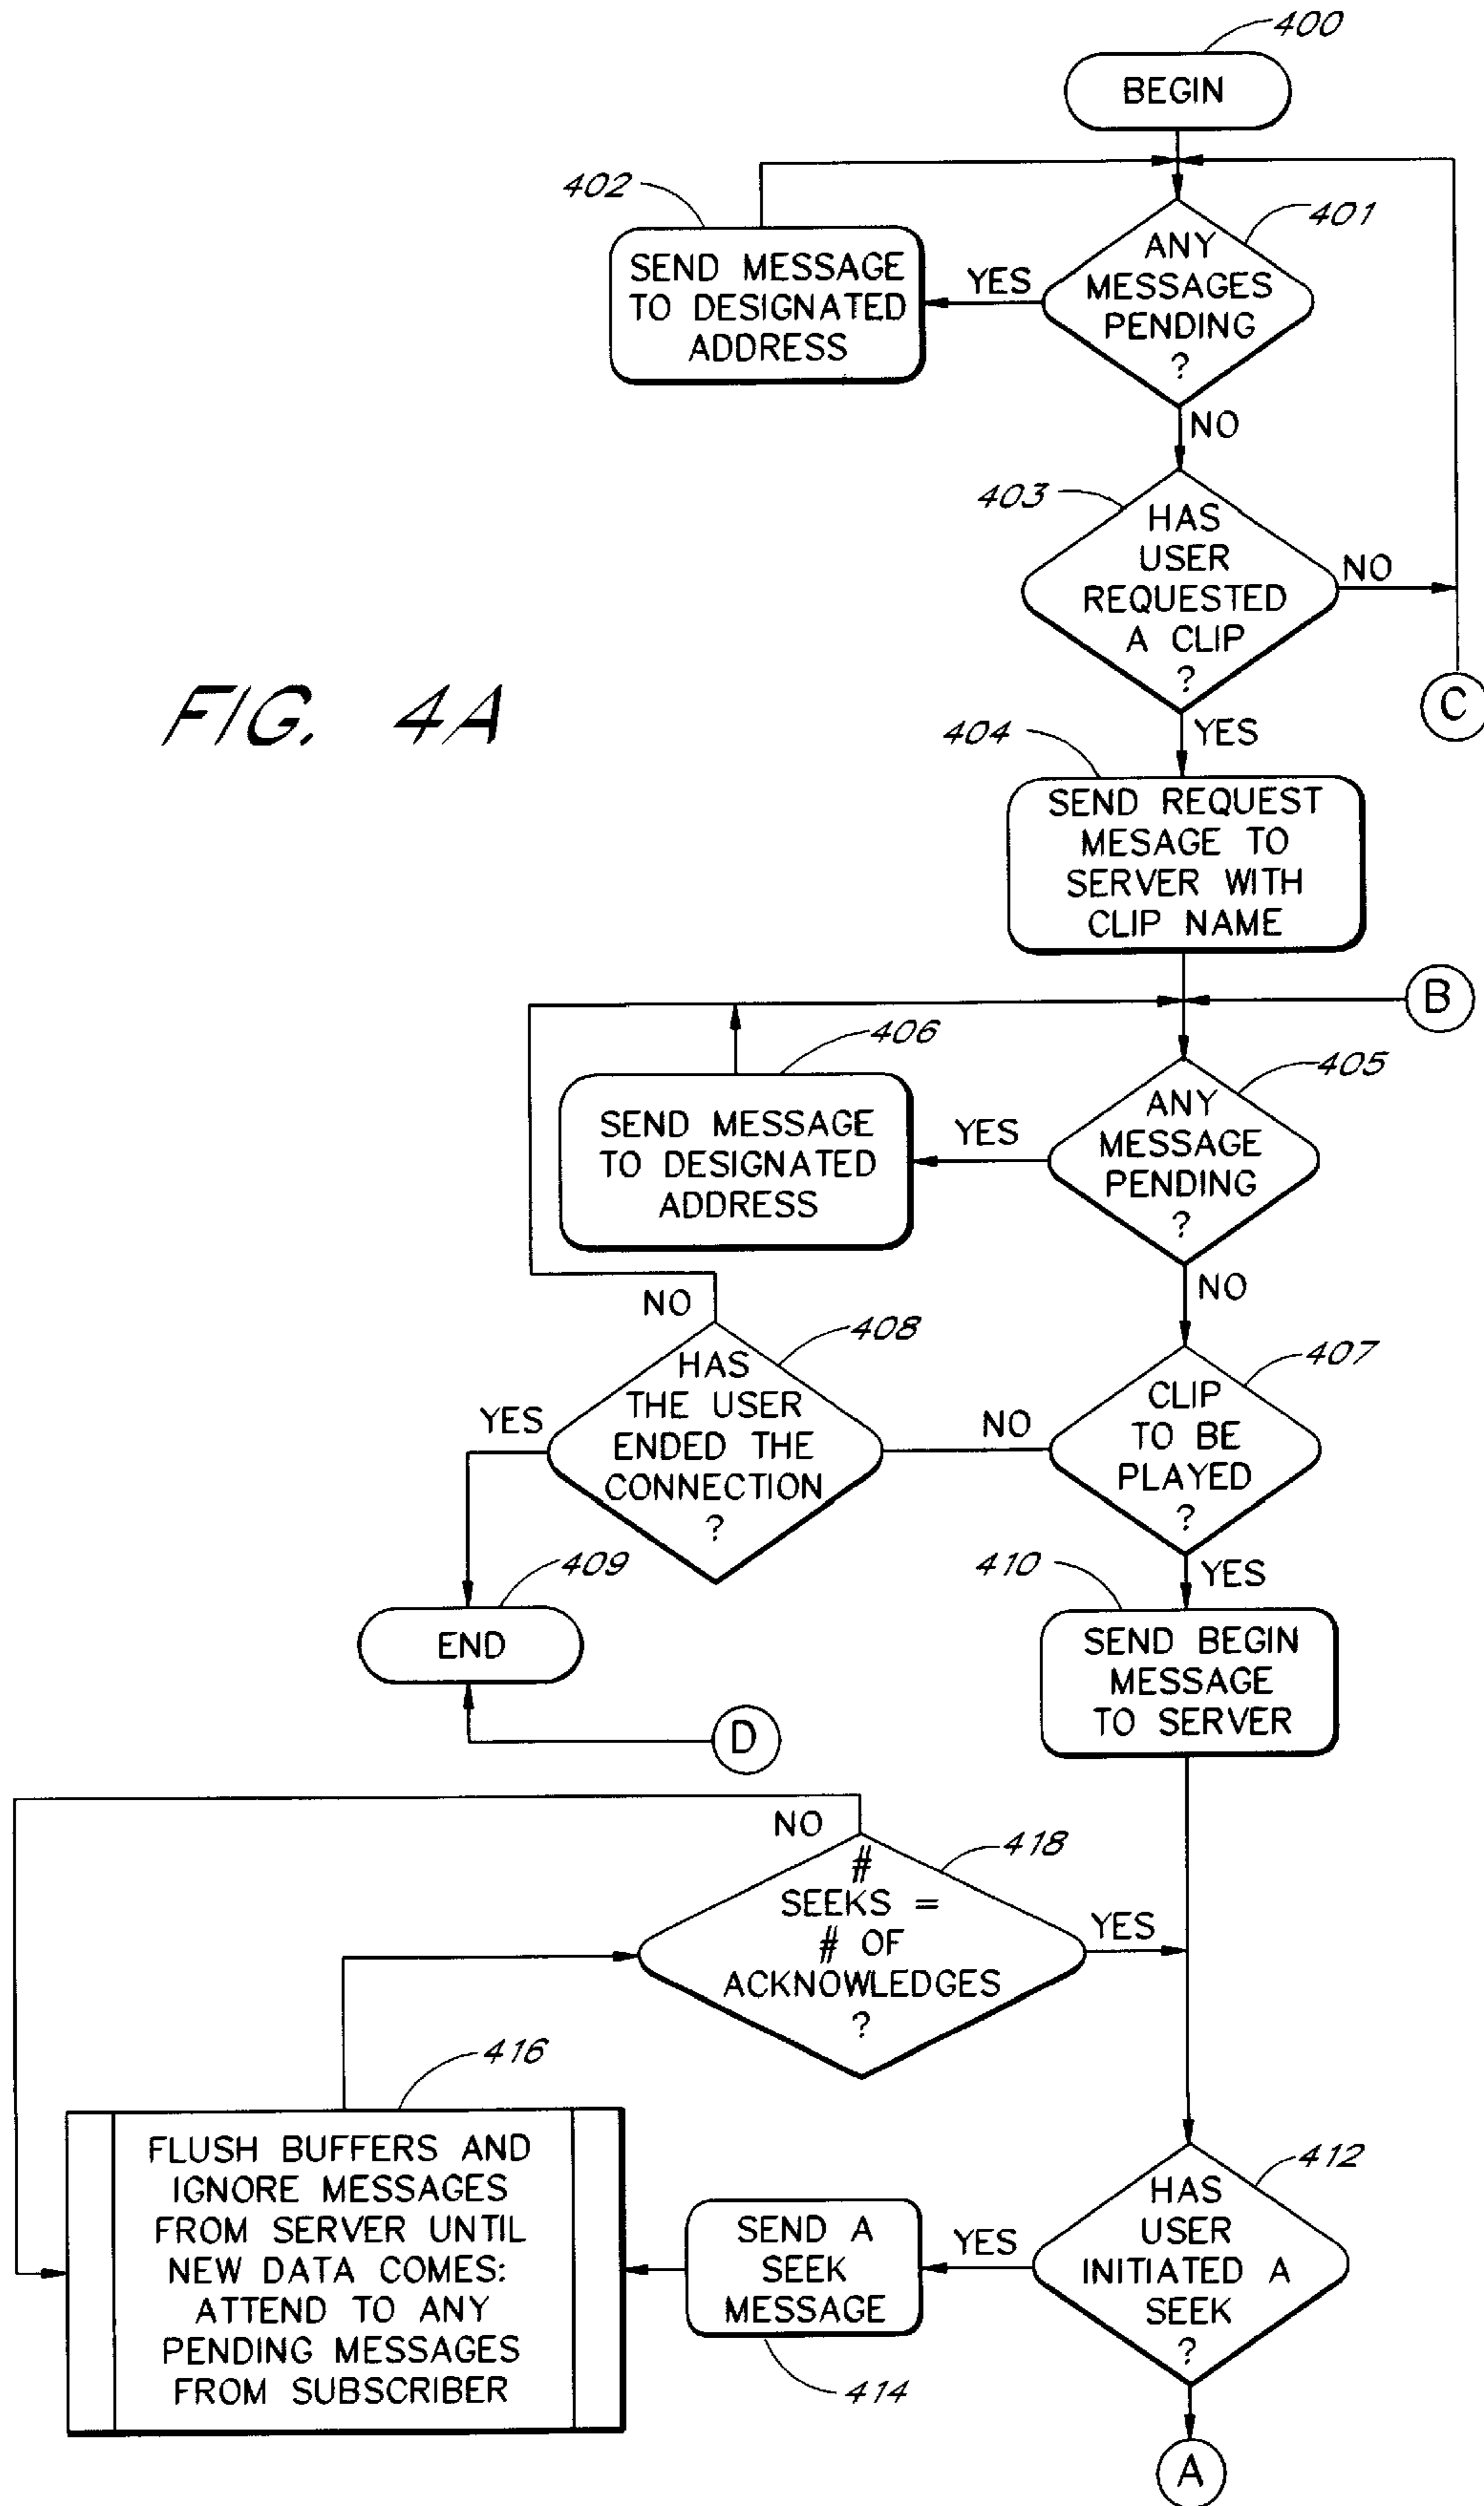 400
BEGIN
402
401
SEND MESSAGE
TO DESIGNATED
ADDRESS
YES
ANY
MESSAGES
PENDING
?
NO
403
HAS
USER
REQUESTED
A CLIP
?
NO
C
FIG. 4A
YES
404
SEND REQUEST
MESAGE TO
SERVER WITH
CLIP NAME
B
406
405
SEND MESSAGE
TO DESIGNATED
ADDRESS
YES
ANY
MESSAGE
PENDING
?
NO
NO
408
407
HAS
THE USER
ENDED THE
CONNECTION
?
YES
NO
CLIP
TO BE
PLAYED
?
409
END
YES
410
SEND BEGIN
MESSAGE
TO SERVER
D
NO
418
#
SEEKS =
# OF
ACKNOWLEDGES
?
YES
416
FLUSH BUFFERS AND
IGNORE MESSAGES
FROM SERVER UNTIL
NEW DATA COMES:
ATTEND TO ANY
PENDING MESSAGES
FROM SUBSCRIBER
SEND A
SEEK
MESSAGE
414
YES
412
HAS
USER
INITIATED A
SEEK
?
A